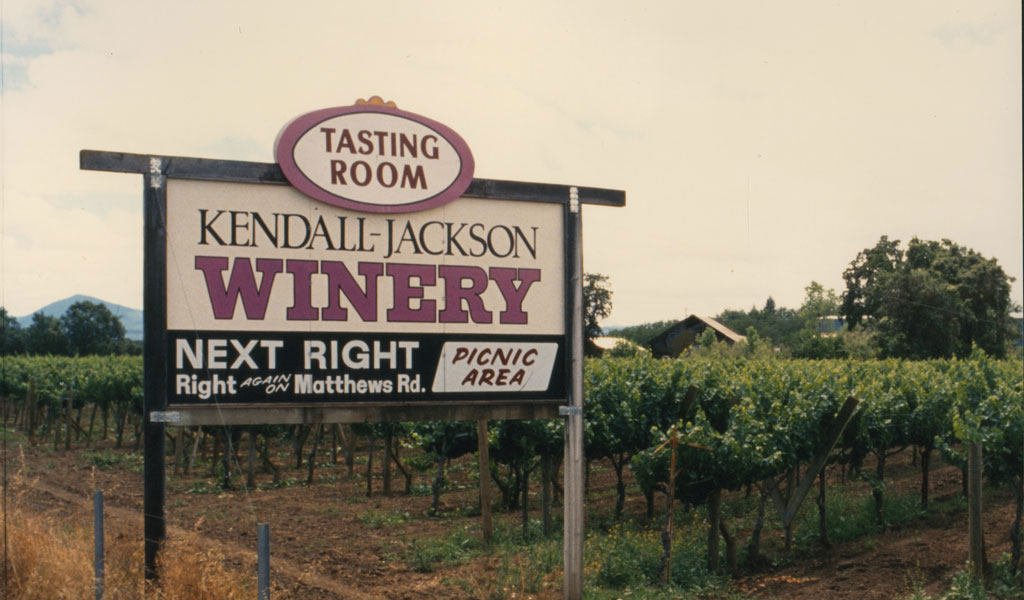 TASTING
ROOM
KENDALL-JACKSON
WINERY
NEXT RIGHT
Right AGAIN ON Matthews Rd.
PICNIC
AREA